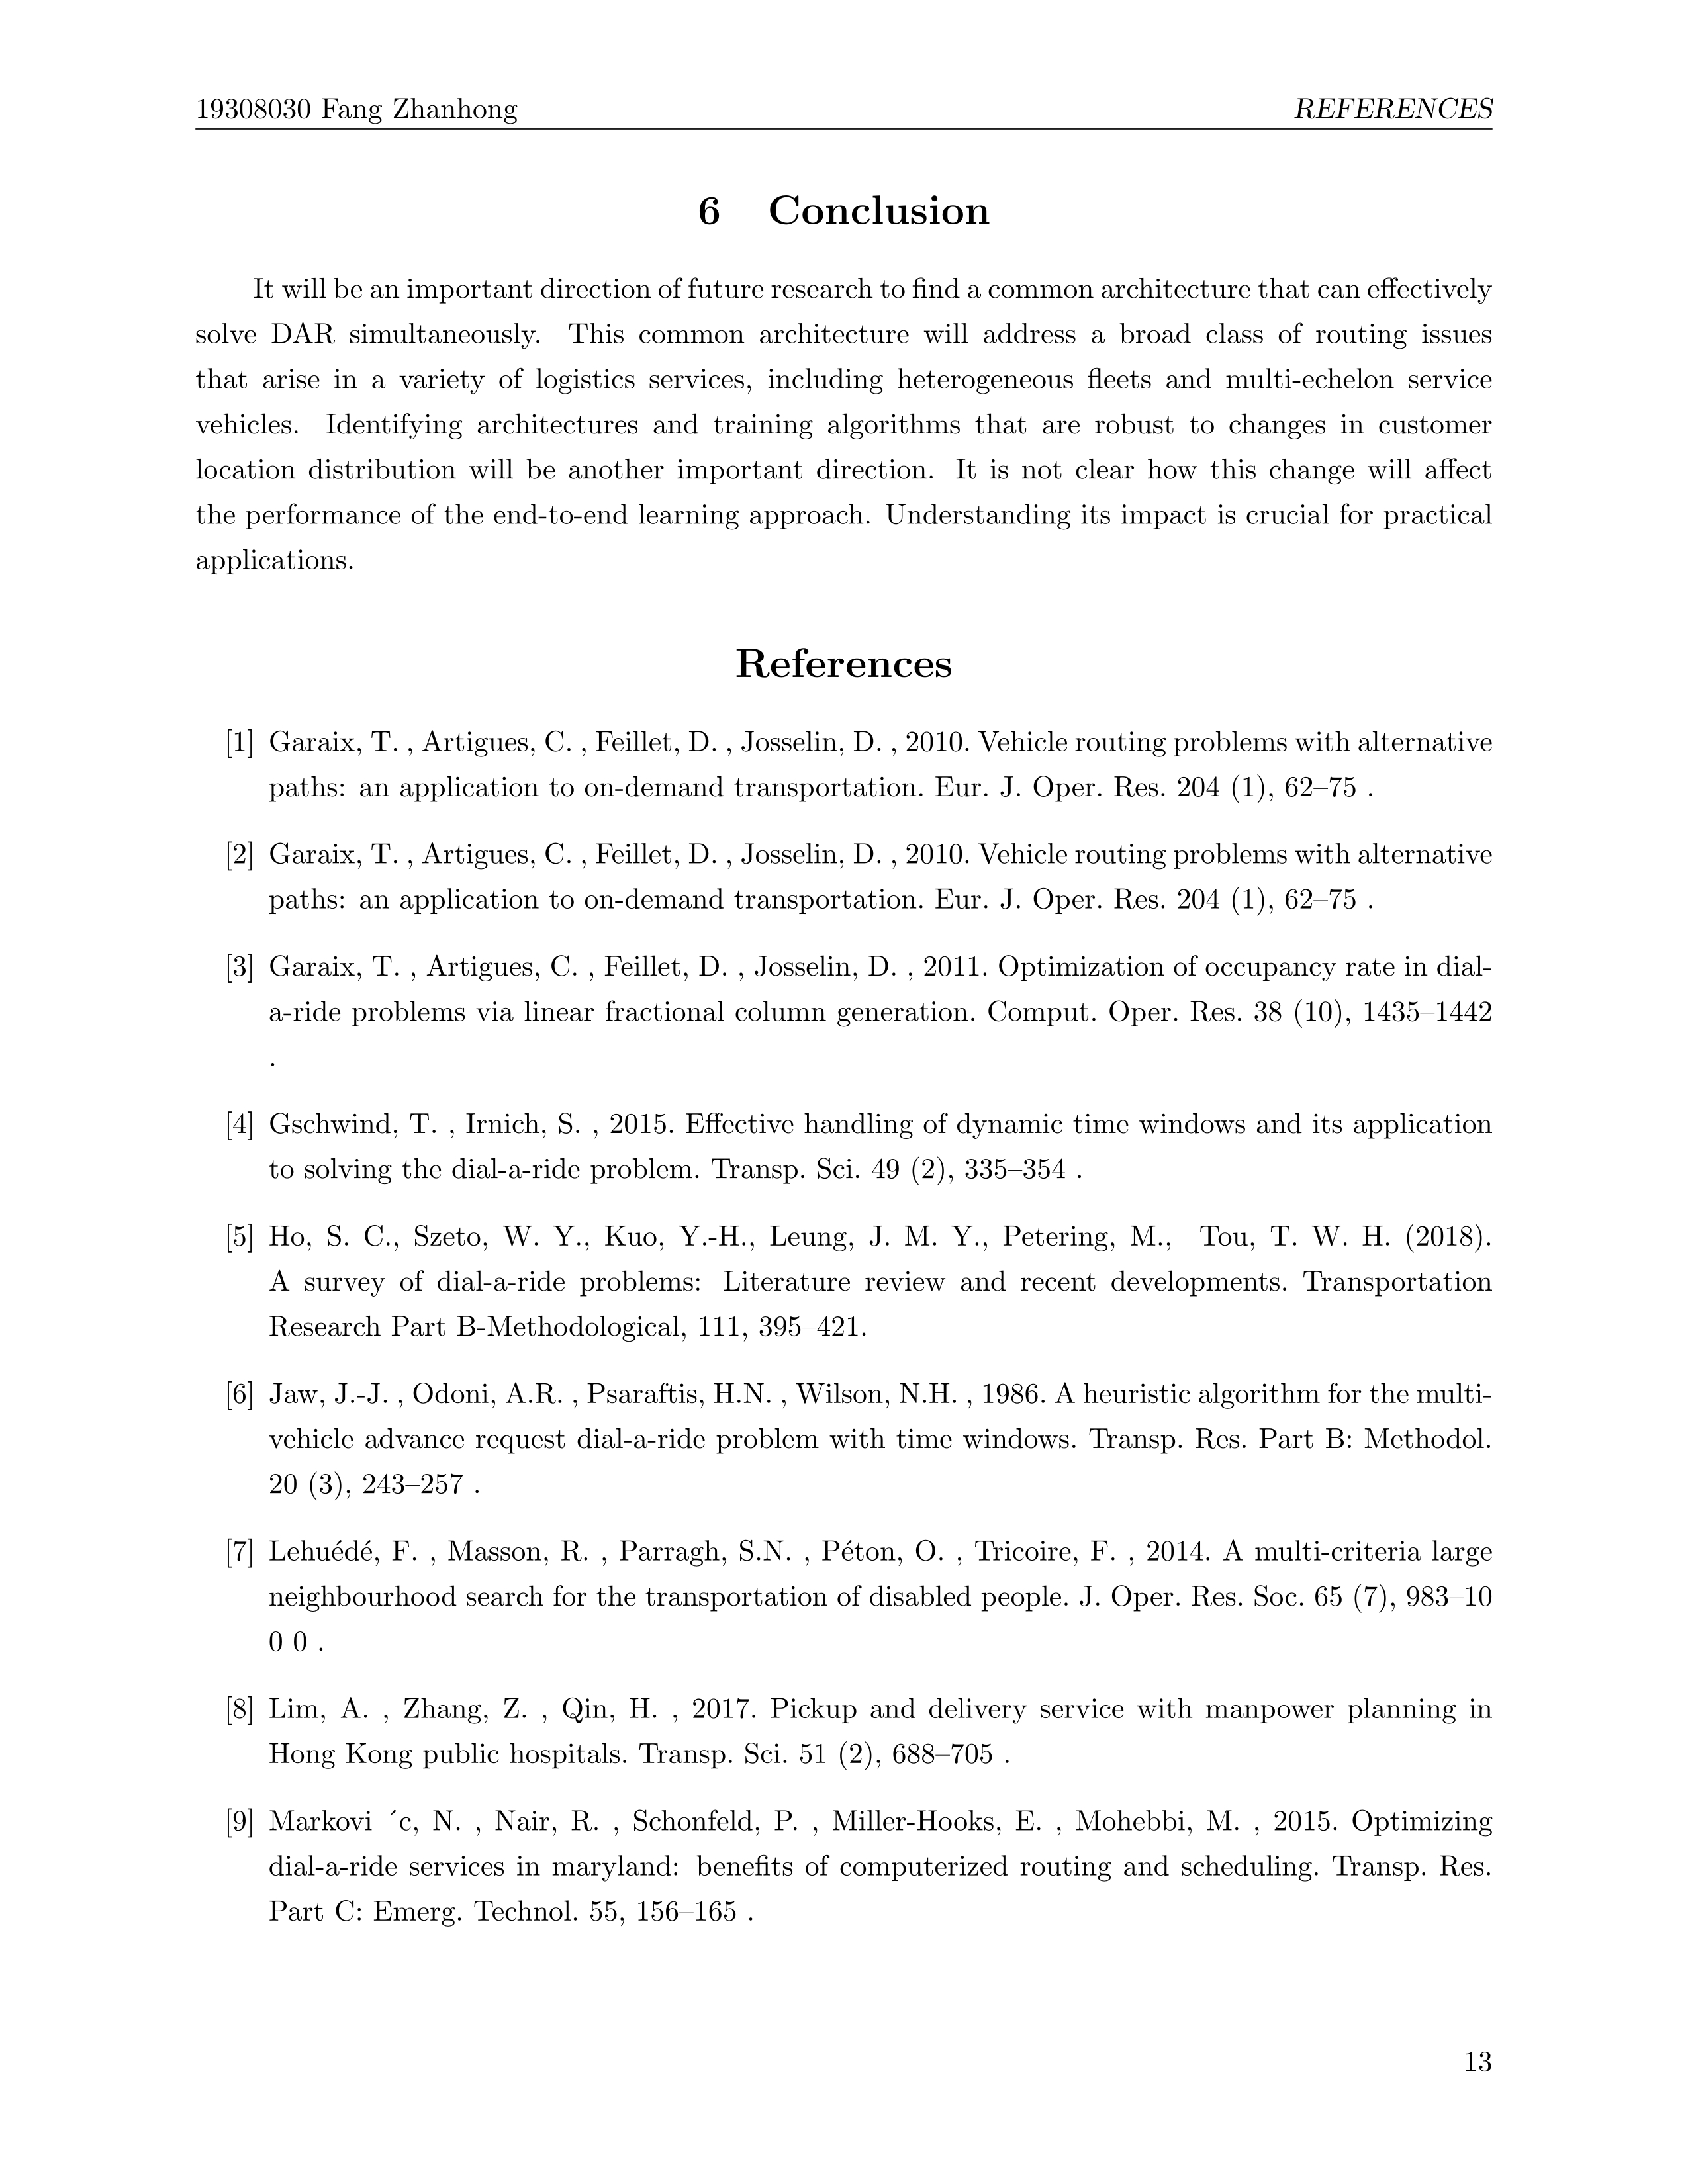 19308030 Fang Zhanhong REFERENCES
6 Conclusion
It will be an important direction of future research to find a common architecture that can effectively
solve DAR simultaneously. This common architecture will address a broad class of routing issues
that arise in a variety of logistics services, including heterogeneous fleets and multi-echelon service
vehicles. Identifying architectures and training algorithms that are robust to changes in customer
location distribution will be another important direction. It is not clear how this change will affect
the performance of the end-to-end learning approach. Understanding its impact is crucial for practical
applications.
References
[1] Garaix, T. , Artigues, C. , Feillet, D. , Josselin, D. , 2010. Vehicle routing problems with alternative
paths: an application to on-demand transportation. Eur. J. Oper. Res. 204 (1), 62–75 .
[2] Garaix, T. , Artigues, C. , Feillet, D. , Josselin, D. , 2010. Vehicle routing problems with alternative
paths: an application to on-demand transportation. Eur. J. Oper. Res. 204 (1), 62–75 .
[3] Garaix, T. , Artigues, C. , Feillet, D. , Josselin, D. , 2011. Optimization of occupancy rate in dial-
a-ride problems via linear fractional column generation. Comput. Oper. Res. 38 (10), 1435–1442
.
[4] Gschwind, T. , Irnich, S. , 2015. Effective handling of dynamic time windows and its application
to solving the dial-a-ride problem. Transp. Sci. 49 (2), 335–354 .
[5] Ho, S. C., Szeto, W. Y., Kuo, Y.-H., Leung, J. M. Y., Petering, M., Tou, T. W. H. (2018).
A survey of dial-a-ride problems: Literature review and recent developments. Transportation
Research Part B-Methodological, 111, 395–421.
[6] Jaw, J.-J. , Odoni, A.R. , Psaraftis, H.N. , Wilson, N.H. , 1986. A heuristic algorithm for the multi-
vehicle advance request dial-a-ride problem with time windows. Transp. Res. Part B: Methodol.
20 (3), 243–257 .
[7] Lehuédé, F. , Masson, R. , Parragh, S.N. , Péton, O. , Tricoire, F. , 2014. A multi-criteria large
neighbourhood search for the transportation of disabled people. J. Oper. Res. Soc. 65 (7), 983–10
0 0 .
[8] Lim, A. , Zhang, Z. , Qin, H. , 2017. Pickup and delivery service with manpower planning in
Hong Kong public hospitals. Transp. Sci. 51 (2), 688–705 .
[9] Markovi ´c, N. , Nair, R. , Schonfeld, P. , Miller-Hooks, E. , Mohebbi, M. , 2015. Optimizing
dial-a-ride services in maryland: benefits of computerized routing and scheduling. Transp. Res.
Part C: Emerg. Technol. 55, 156–165 .
13